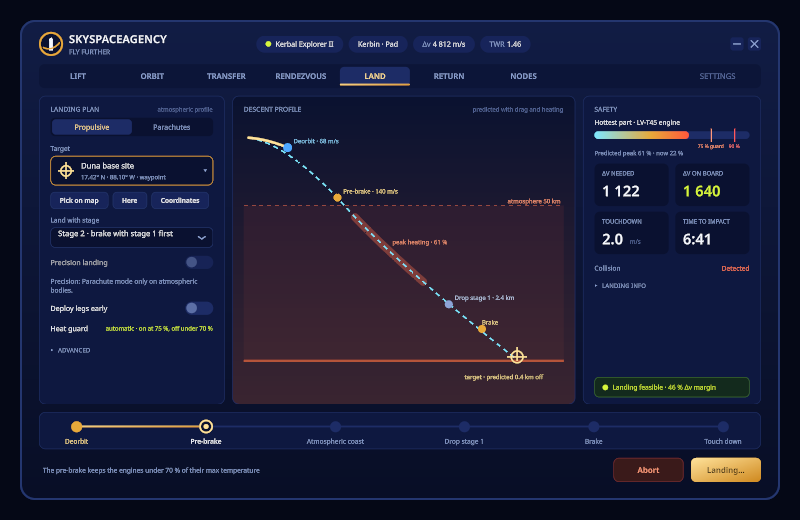 SKYSPACEAGENCY
FLY FURTHER
Kerbal Explorer II
Kerbin · Pad
Δv 4 812 m/s
TWR 1.46
LIFT
ORBIT
TRANSFER
RENDEZVOUS
LAND
RETURN
NODES
SETTINGS
LANDING PLAN
atmospheric profile
Propulsive
Parachutes
Target
Duna base site
17.42° N · 88.10° W · waypoint
Pick on map
Here
Coordinates
Land with stage
Stage 2 · brake with stage 1 first
Precision landing
Precision: Parachute mode only on atmospheric
bodies.
Deploy legs early
Heat guard
automatic · on at 75 %, off under 70 %
ADVANCED
DESCENT PROFILE
predicted with drag and heating
Deorbit · 68 m/s
Pre-brake · 140 m/s
atmosphere 50 km
peak heating · 61 %
Drop stage 1 · 2.4 km
Brake
target · predicted 0.4 km off
SAFETY
Hottest part · LV-T45 engine
75 % guard
90 %
Predicted peak 61 % · now 23 %
ΔV NEEDED
1 122
ΔV ON BOARD
1 640
TOUCHDOWN
2.0 m/s
TIME TO IMPACT
6:41
Collision
Detected
LANDING INFO
Landing feasible · 46 % Δv margin
Deorbit
Pre-brake
Atmospheric coast
Drop stage 1
Brake
Touch down
The pre-brake keeps the engines under 70 % of their max temperature
Abort
Landing...